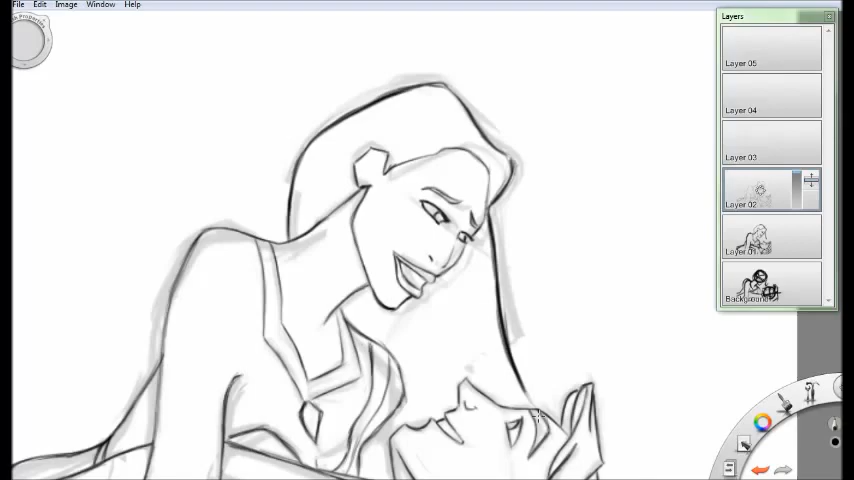 File Edit Image Window Help
Layers
Layer 05
Layer 04
Layer 03
Layer 02
Layer 01
Background